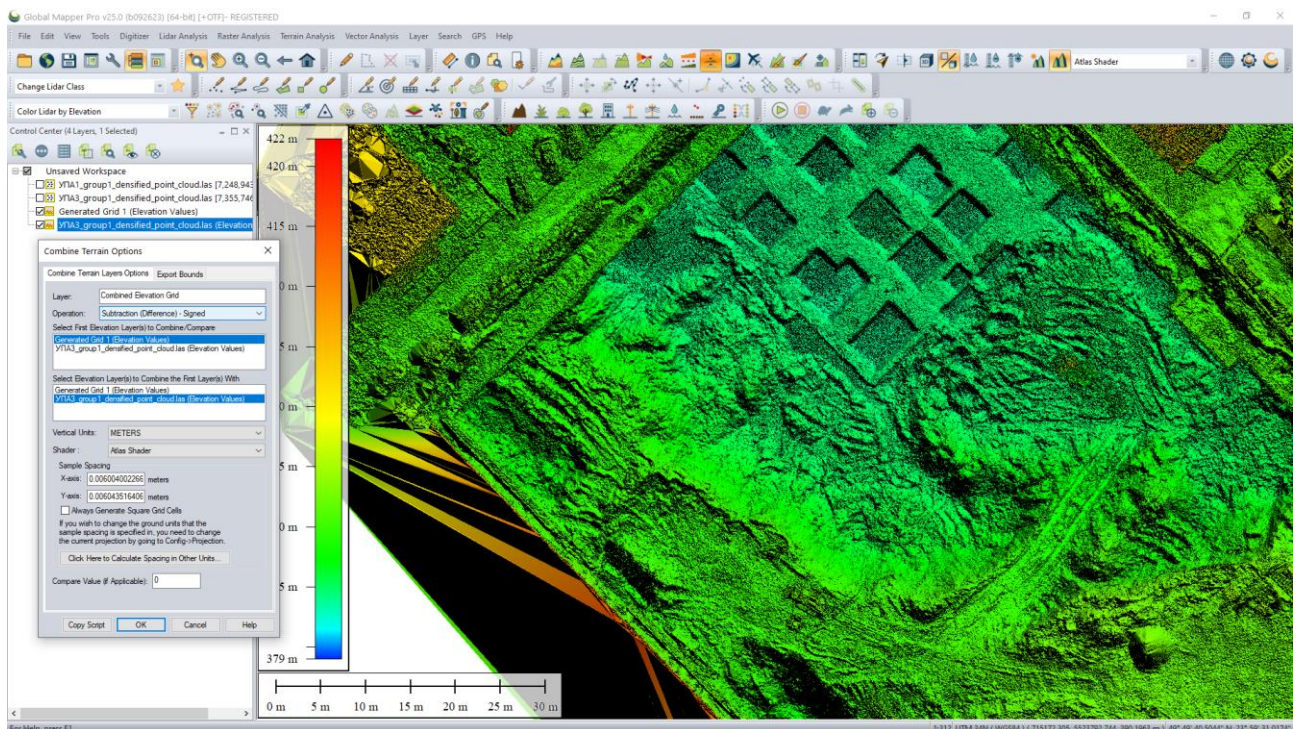 Global Mapper Pro v25.0 (b092623) [64-bit] [+OTF]- REGISTERED
File Edit View Tools Digitizer Lidar Analysis Raster Analysis Terrain Analysis Vector Analysis Layer Search GPS Help
Atlas Shader
Change Lidar Class
Color Lidar by Elevation
Control Center (4 Layers, 1 Selected)
Unsaved Workspace
УПА1_group1_densified_point_cloud.las [7,248,943
УПА3_group1_densified_point_cloud.las [7,355,746
Generated Grid 1 (Elevation Values)
УПА3_group1_densified_point_cloud.las (Elevation
Combine Terrain Options
Combine Terrain Layers Options Export Bounds
Layer: Combined Elevation Grid
Operation: Subtraction (Difference) - Signed
Select First Elevation Layer(s) to Combine/Compare
Generated Grid 1 (Elevation Values)
УПА3_group1_densified_point_cloud.las (Elevation Values)
Select Elevation Layer(s) to Combine the First Layer(s) With
Generated Grid 1 (Elevation Values)
УПА3_group1_densified_point_cloud.las (Elevation Values)
Vertical Units: METERS
Shader : Atlas Shader
Sample Spacing
X-axis: 0.006004002266 meters
Y-axis: 0.006043516406 meters
Always Generate Square Grid Cells
If you wish to change the ground units that the
sample spacing is specified in, you need to change
the current projection by going to Config->Projection.
Click Here to Calculate Spacing in Other Units...
Compare Value (if Applicable): 0
Copy Script OK Cancel Help
422 m
420 m
415 m
0 m
5 m
0 m
5 m
0 m
5 m
379 m
0 m 5 m 10 m 15 m 20 m 25 m 30 m
For Help, press F1